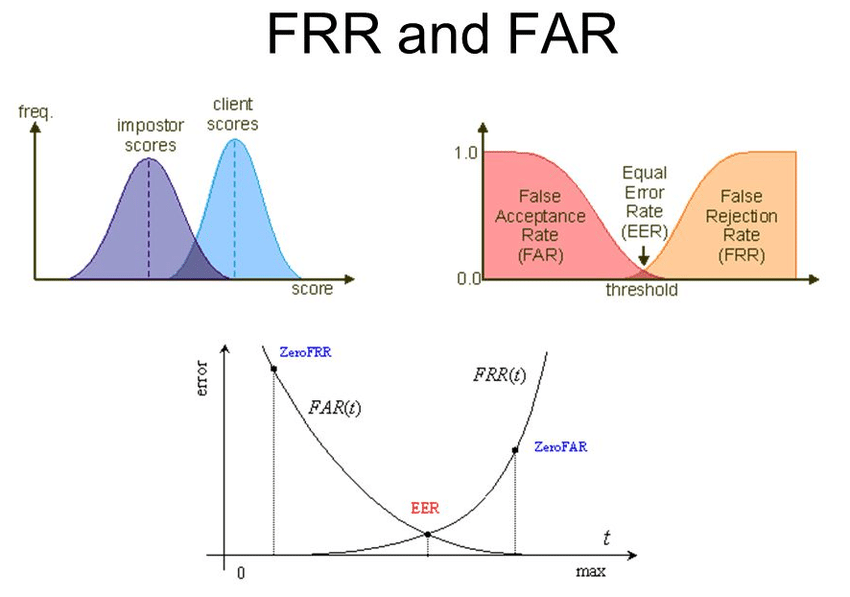 FRR and FAR
freq.
impostor
scores
client
scores
score
1.0
0.0
False
Acceptance
Rate
(FAR)
Equal
Error
Rate
(EER)
False
Rejection
Rate
(FRR)
threshold
error
ZeroFRR
FAR(t)
FRR(t)
ZeroFAR
EER
t
0
max